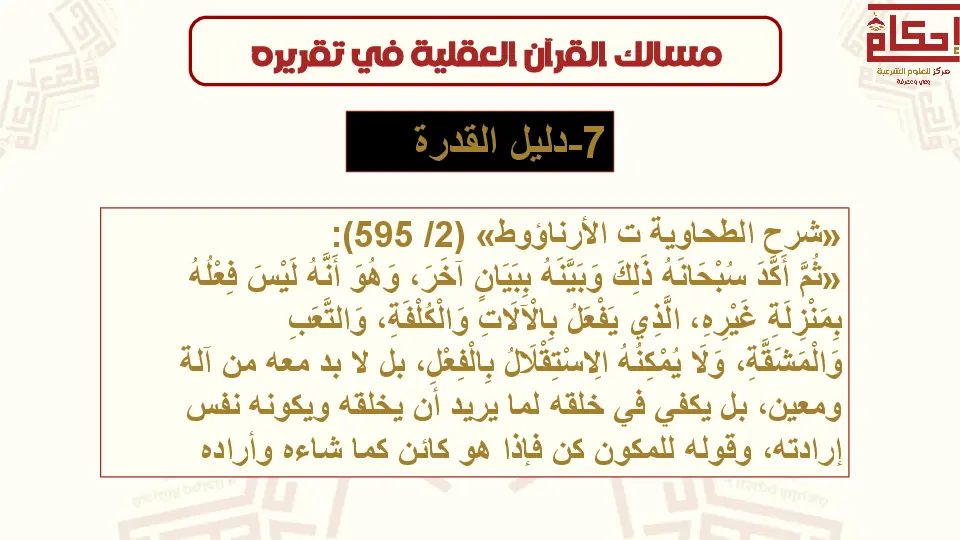 إحكام
مركز للعلوم الشرعية
وعي ومعرفة
مسالك القرآن العقلية في تقريره
7-دليل القدرة
«شرح الطحاوية ت الأرناؤوط» (2/ 595):
«ثُمَّ أَكَّدَ سُبْحَانَهُ ذَلِكَ وَبَيَّنَهُ بِبَيَانٍ آخَرَ، وَهُوَ أَنَّهُ لَيْسَ فِعْلُهُ
بِمَنْزِلَةِ غَيْرِهِ، الَّذِي يَفْعَلُ بِالْآلَاتِ وَالْكُلْفَةِ، وَالتَّعَبِ
وَالْمَشَقَّةِ، وَلَا يُمْكِنُهُ الِاسْتِقْلَالُ بِالْفِعْلِ، بل لا بد معه من آلة
ومعين، بل يكفي في خلقه لما يريد أن يخلقه ويكونه نفس
إرادته، وقوله للمكون كن فإذا هو كائن كما شاءه وأراده